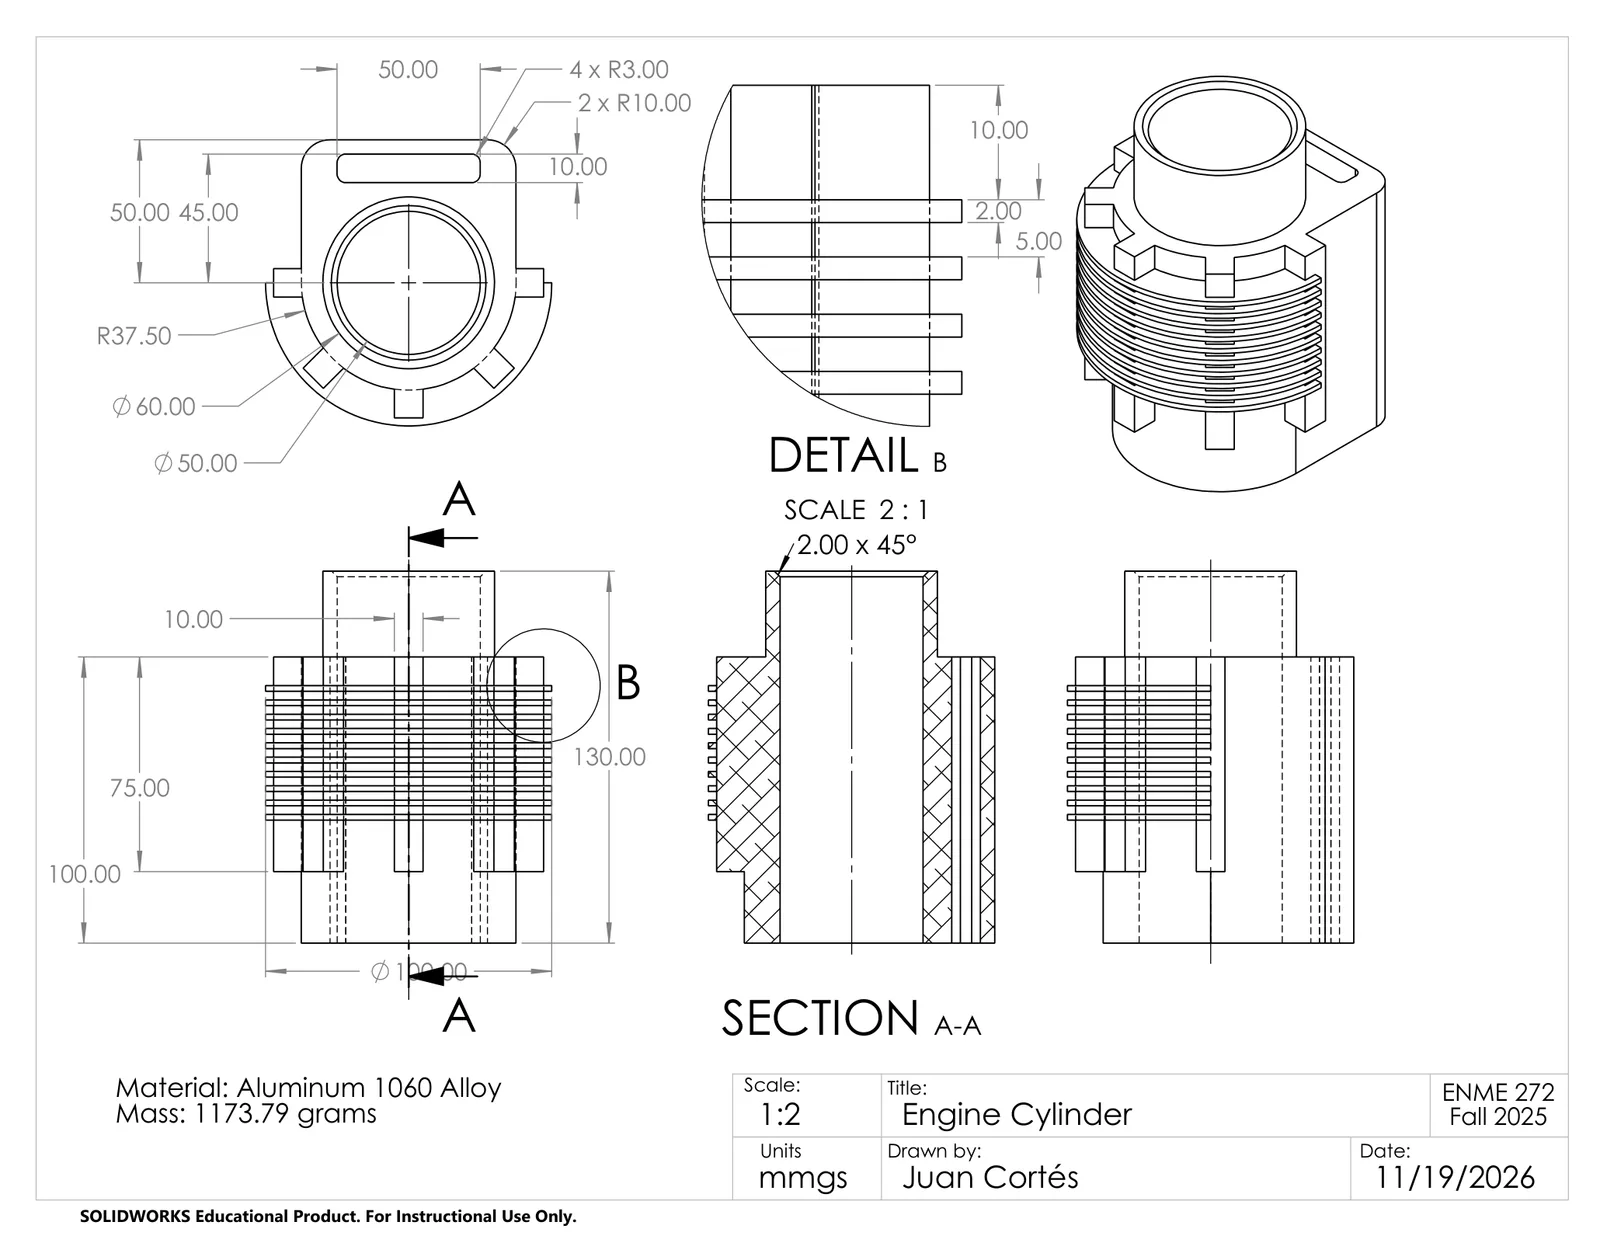 50.00
4 x R3.00
2 x R10.00
10.00
50.00 45.00
R37.50
⌀60.00
⌀50.00
10.00
2.00
5.00
DETAIL B
SCALE 2 : 1
2.00 x 45°
A
10.00
B
130.00
75.00
100.00
⌀100.00
A
SECTION A-A
Material: Aluminum 1060 Alloy
Mass: 1173.79 grams
Scale:
1:2
Title:
Engine Cylinder
ENME 272
Fall 2025
Units
mmgs
Drawn by:
Juan Cortés
Date:
11/19/2026
SOLIDWORKS Educational Product. For Instructional Use Only.